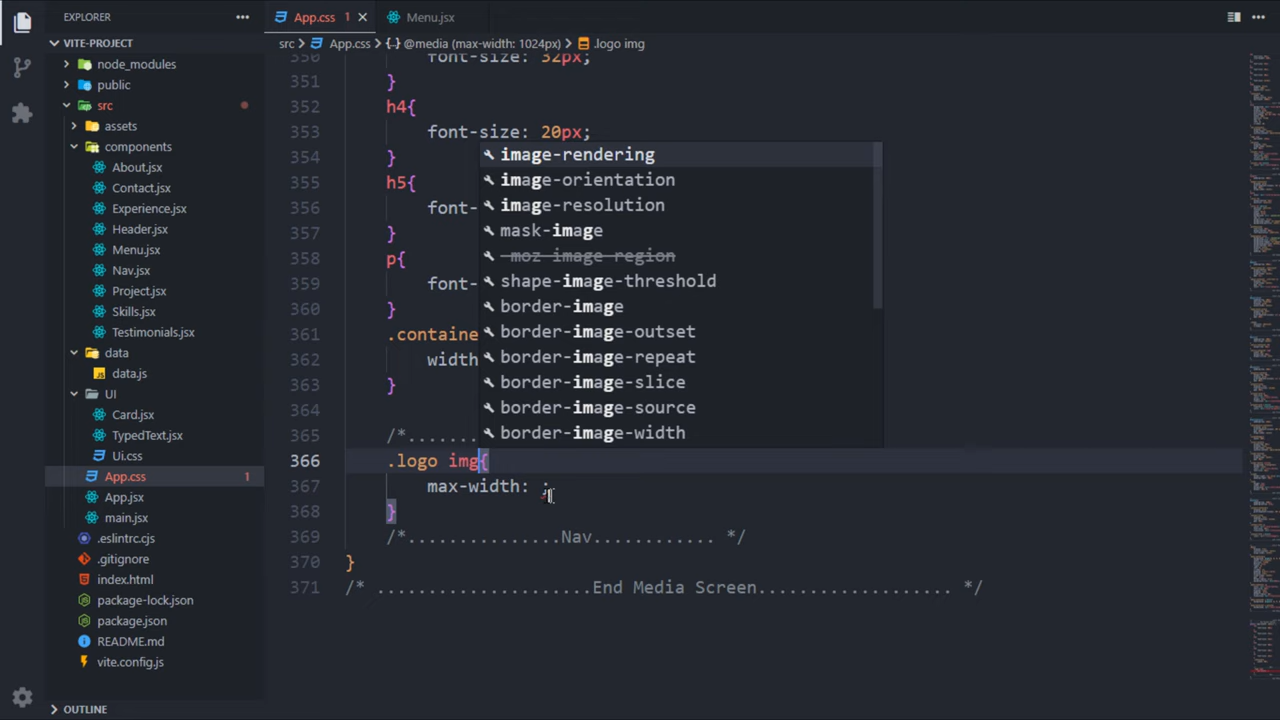 EXPLORER
VITE-PROJECT
node_modules
public
src
assets
components
About.jsx
Contact.jsx
Experience.jsx
Header.jsx
Menu.jsx
Nav.jsx
Project.jsx
Skills.jsx
Testimonials.jsx
data
data.js
UI
Card.jsx
TypedText.jsx
Ui.css
App.css 1
App.jsx
main.jsx
.eslintrc.cjs
.gitignore
index.html
package-lock.json
package.json
README.md
vite.config.js
OUTLINE
App.css 1
Menu.jsx
src > App.css > {} @media (max-width: 1024px) > .logo img
350 font-size: 32px;
351 }
352 h4{
353 font-size: 20px;
354 }
355 h5{
356 font-
357 }
358 p{
359 font-
360 }
361 .containe
362 width
363 }
364
365 /*........
366 .logo img{
367 max-width: ;
368 }
369 /*...............Nav............ */
370 }
371 /* .....................End Media Screen................... */
image-rendering
image-orientation
image-resolution
mask-image
-moz-image-region
shape-image-threshold
border-image
border-image-outset
border-image-repeat
border-image-slice
border-image-source
border-image-width